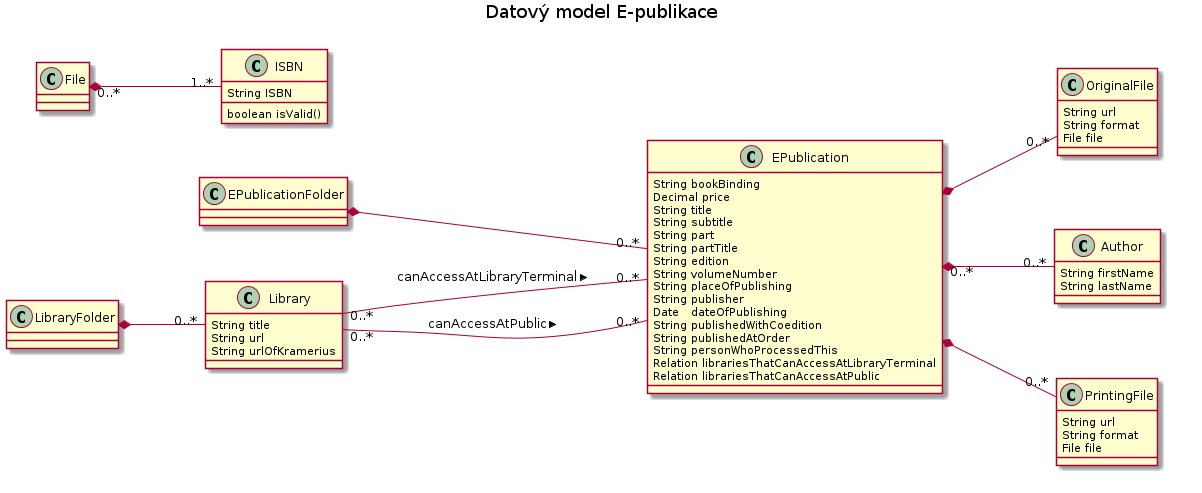 Datový model E-publikace
C File
0..*
1..*
C ISBN
String ISBN
boolean isValid()
C EPublicationFolder
0..*
C LibraryFolder
0..*
C Library
String title
String url
String urlOfKramerius
canAccessAtLibraryTerminal
0..*
0..*
canAccessAtPublic
0..*
0..*
C EPublication
String bookBinding
Decimal price
String title
String subtitle
String part
String partTitle
String edition
String volumeNumber
String placeOfPublishing
String publisher
Date dateOfPublishing
String publishedWithCoedition
String publishedAtOrder
String personWhoProcessedThis
Relation librariesThatCanAccessAtLibraryTerminal
Relation librariesThatCanAccessAtPublic
0..*
C OriginalFile
String url
String format
File file
0..*
0..*
C Author
String firstName
String lastName
0..*
C PrintingFile
String url
String format
File file